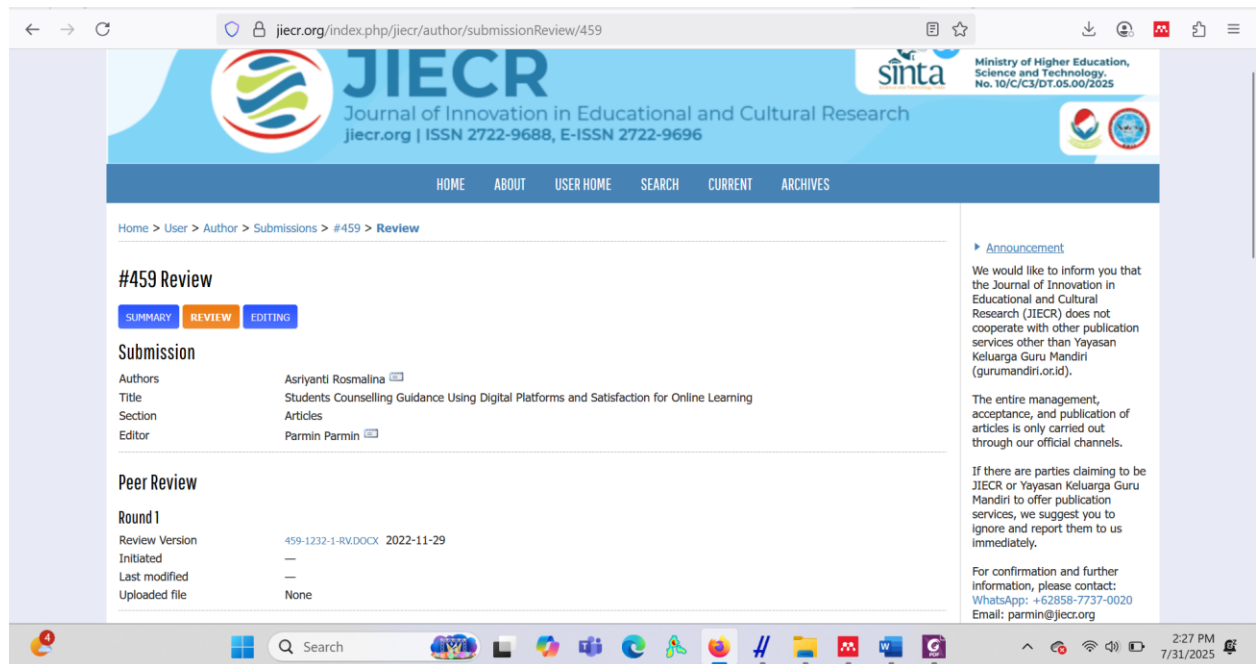 jiecr.org/index.php/jiecr/author/submissionReview/459
JIECR
Journal of Innovation in Educational and Cultural Research
jiecr.org | ISSN 2722-9688, E-ISSN 2722-9696
sinta
Ministry of Higher Education,
Science and Technology.
No. 10/C/C3/DT.05.00/2025
HOME ABOUT USER HOME SEARCH CURRENT ARCHIVES
Home > User > Author > Submissions > #459 > Review
#459 Review
SUMMARY REVIEW EDITING
Submission
Authors Asriyanti Rosmalina
Title Students Counselling Guidance Using Digital Platforms and Satisfaction for Online Learning
Section Articles
Editor Parmin Parmin
Peer Review
Round 1
Review Version 459-1232-1-RV.DOCX 2022-11-29
Initiated —
Last modified —
Uploaded file None
Announcement
We would like to inform you that
the Journal of Innovation in
Educational and Cultural
Research (JIECR) does not
cooperate with other publication
services other than Yayasan
Keluarga Guru Mandiri
(gurumandiri.or.id).
The entire management,
acceptance, and publication of
articles is only carried out
through our official channels.
If there are parties claiming to be
JIECR or Yayasan Keluarga Guru
Mandiri to offer publication
services, we suggest you to
ignore and report them to us
immediately.
For confirmation and further
information, please contact:
WhatsApp: +62858-7737-0020
Email: parmin@jiecr.org
4
Search
2:27 PM
7/31/2025